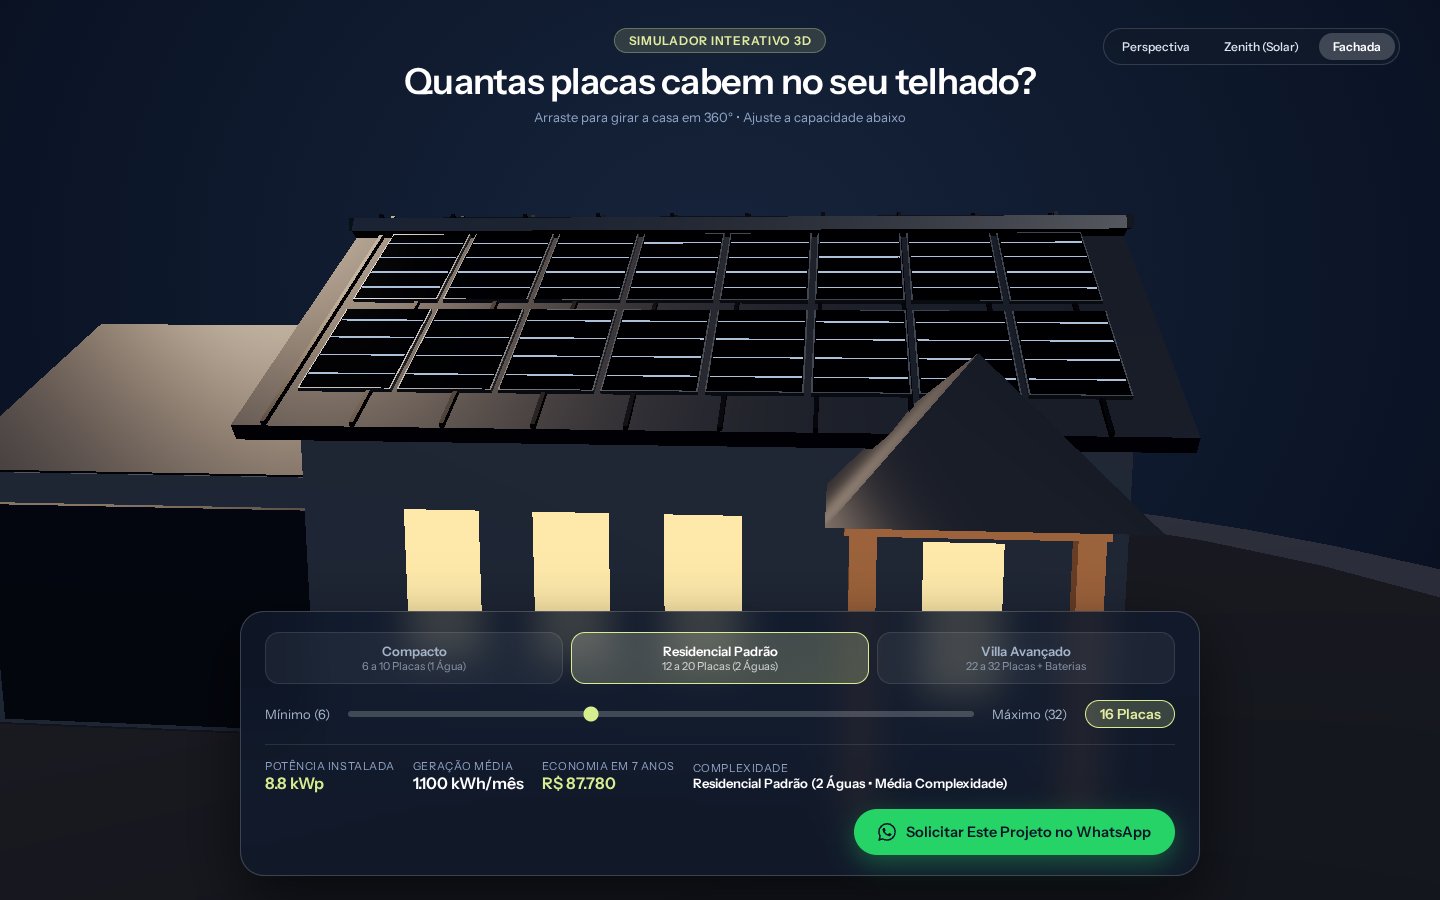 SIMULADOR INTERATIVO 3D
Quantas placas cabem no seu telhado?
Arraste para girar a casa em 360° • Ajuste a capacidade abaixo
Perspectiva
Zenith (Solar)
Fachada
Compacto
6 a 10 Placas (1 Água)
Residencial Padrão
12 a 20 Placas (2 Águas)
Villa Avançado
22 a 32 Placas + Baterias
Mínimo (6)
Máximo (32)
16 Placas
POTÊNCIA INSTALADA
8.8 kWp
GERAÇÃO MÉDIA
1.100 kWh/mês
ECONOMIA EM 7 ANOS
R$ 87.780
COMPLEXIDADE
Residencial Padrão (2 Águas • Média Complexidade)
Solicitar Este Projeto no WhatsApp